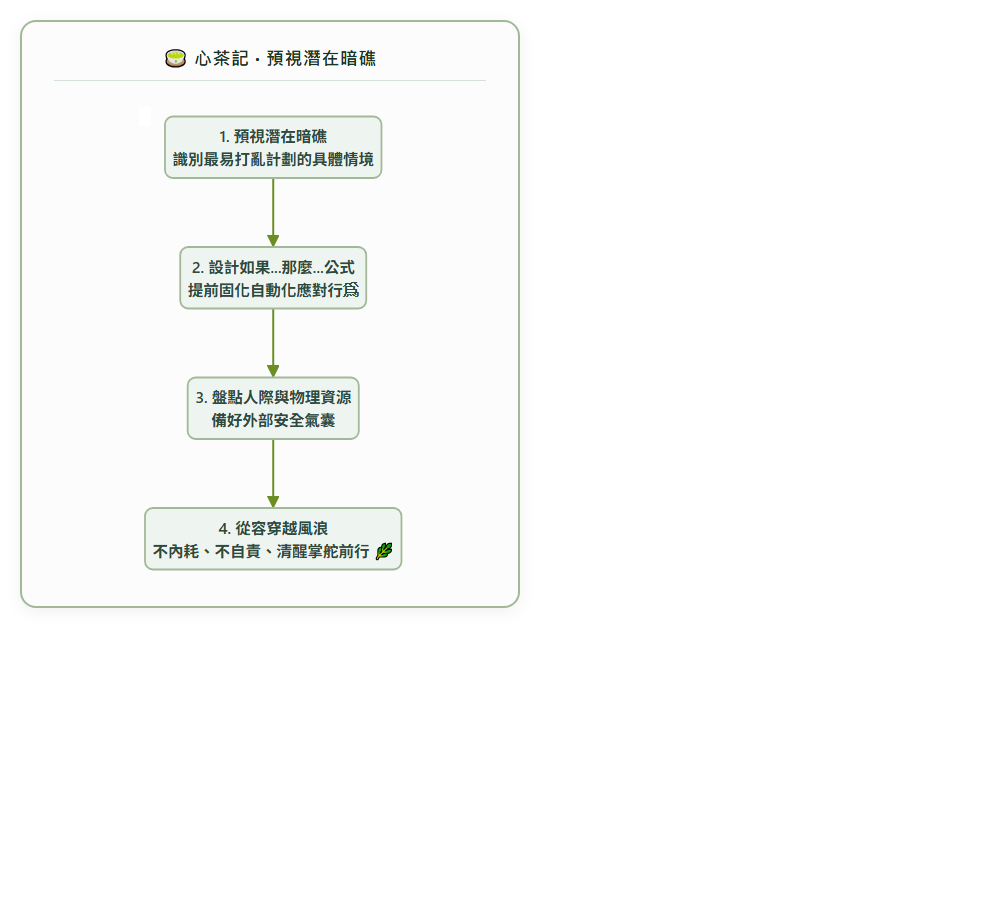 🍵 心茶記 · 預視潛在暗礁
1. 預視潛在暗礁
識別最易打亂計劃的具體情境
2. 設計如果...那麼...公式
提前固化自動化應對行爲
3. 盤點人際與物理資源
備好外部安全氣囊
4. 從容穿越風浪
不內耗、不自責、清醒掌舵前行 🌿